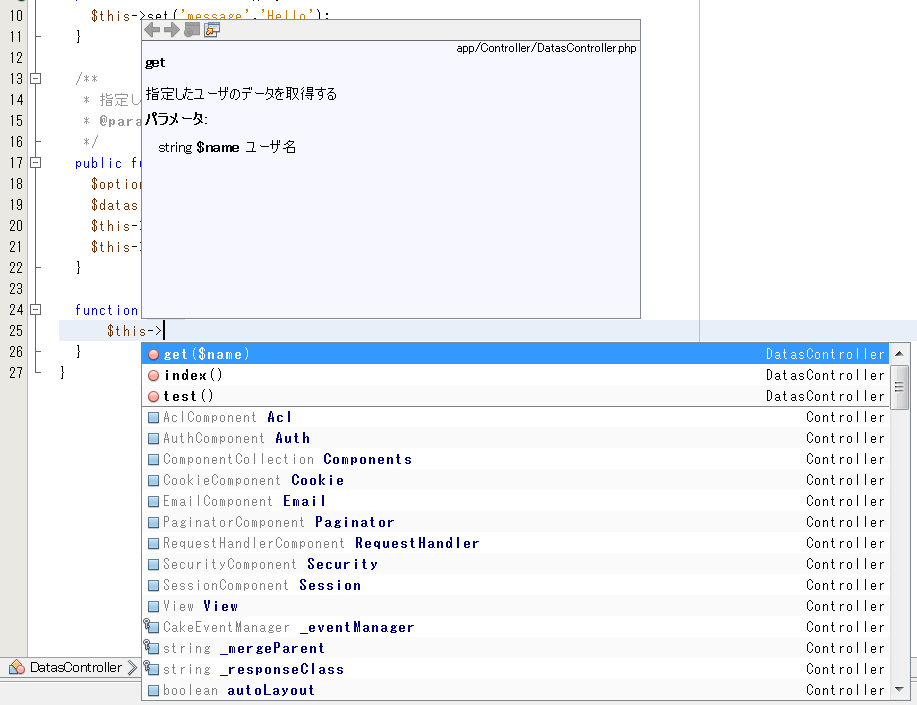 10 $this->set('message','Hello');
11 }
12
13 /**
14 * 指定し
15 * @para
16 */
17 public fu
18 $option
19 $datas
20 $this-
21 $this-
22 }
23
24 function
25 $this->
26 }
27 }
app/Controller/DatasController.php
get
指定したユーザのデータを取得する
パラメータ:
string $name ユーザ名
get($name) DatasController
index() DatasController
test() DatasController
AclComponent Acl Controller
AuthComponent Auth Controller
ComponentCollection Components Controller
CookieComponent Cookie Controller
EmailComponent Email Controller
PaginatorComponent Paginator Controller
RequestHandlerComponent RequestHandler Controller
SecurityComponent Security Controller
SessionComponent Session Controller
View View Controller
CakeEventManager _eventManager Controller
string _mergeParent Controller
string _responseClass Controller
boolean autoLayout Controller
DatasController